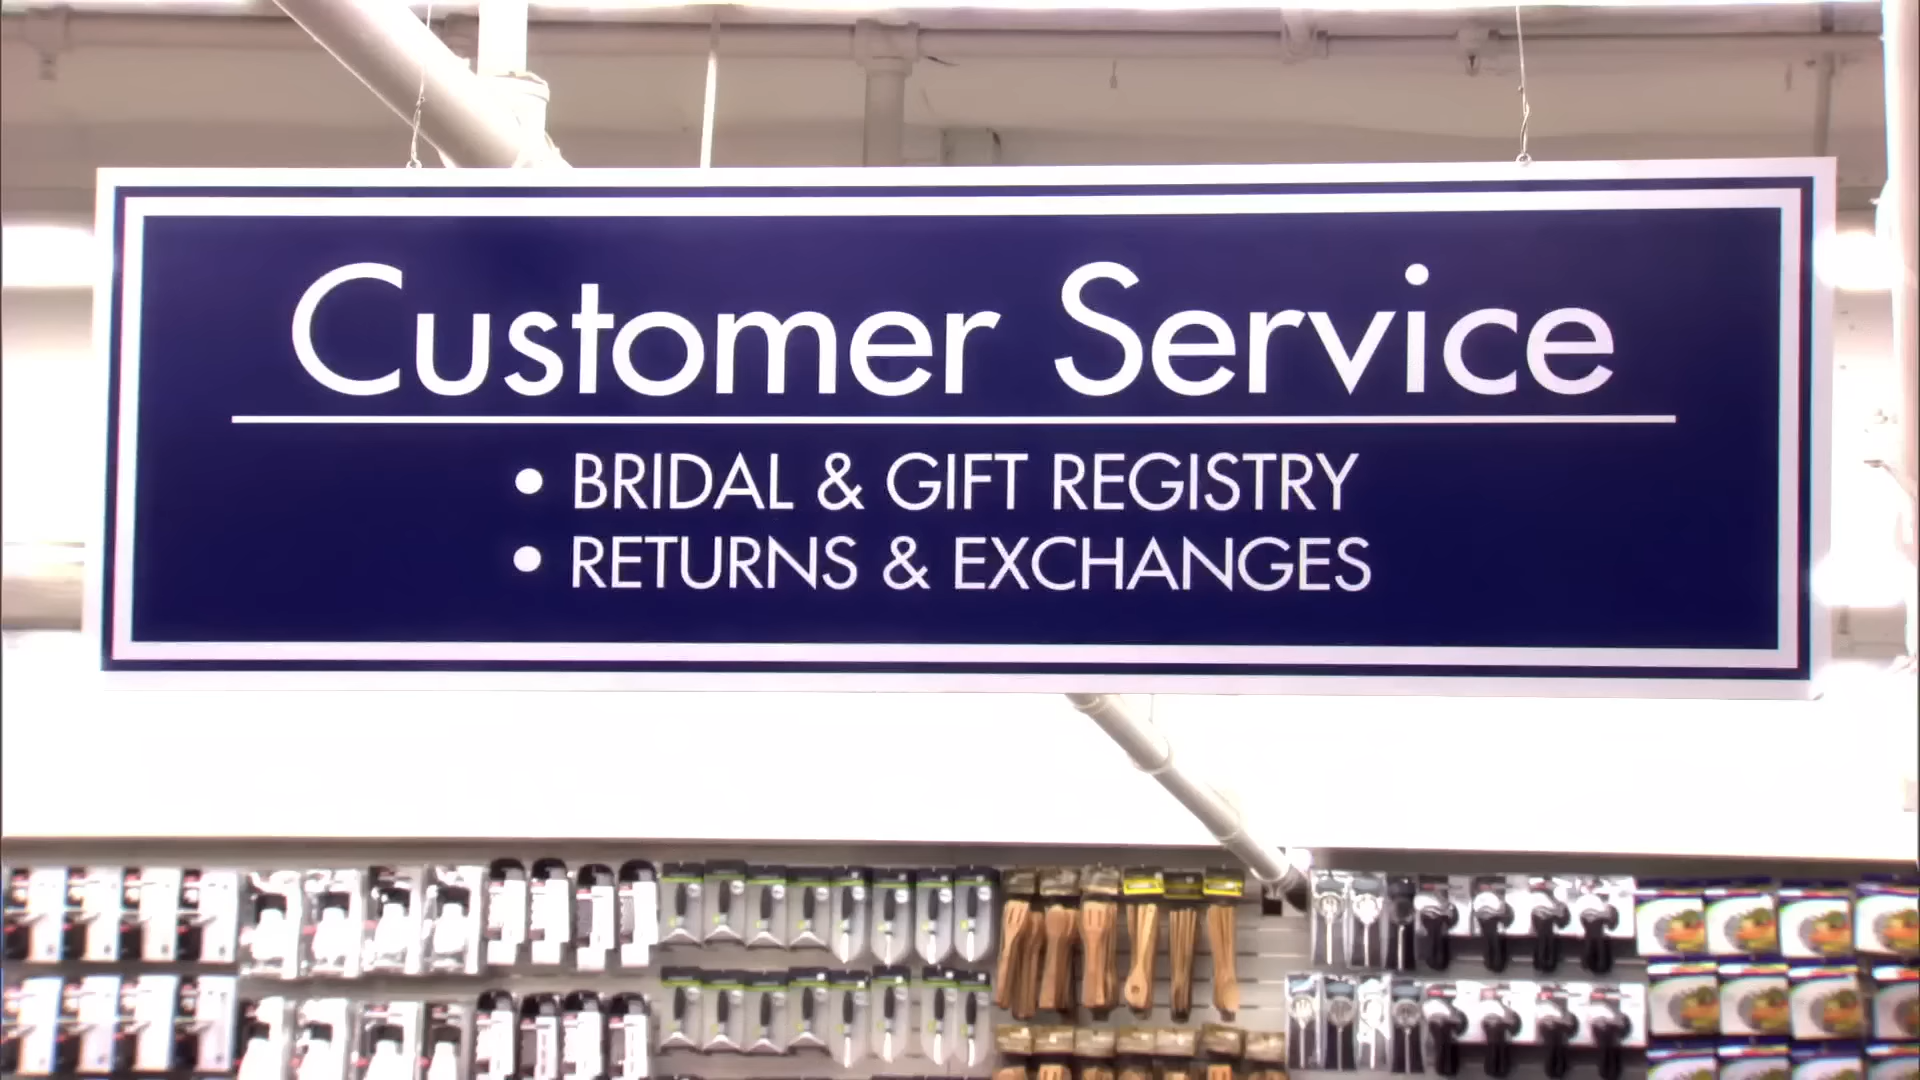 Customer Service
• BRIDAL & GIFT REGISTRY
• RETURNS & EXCHANGES